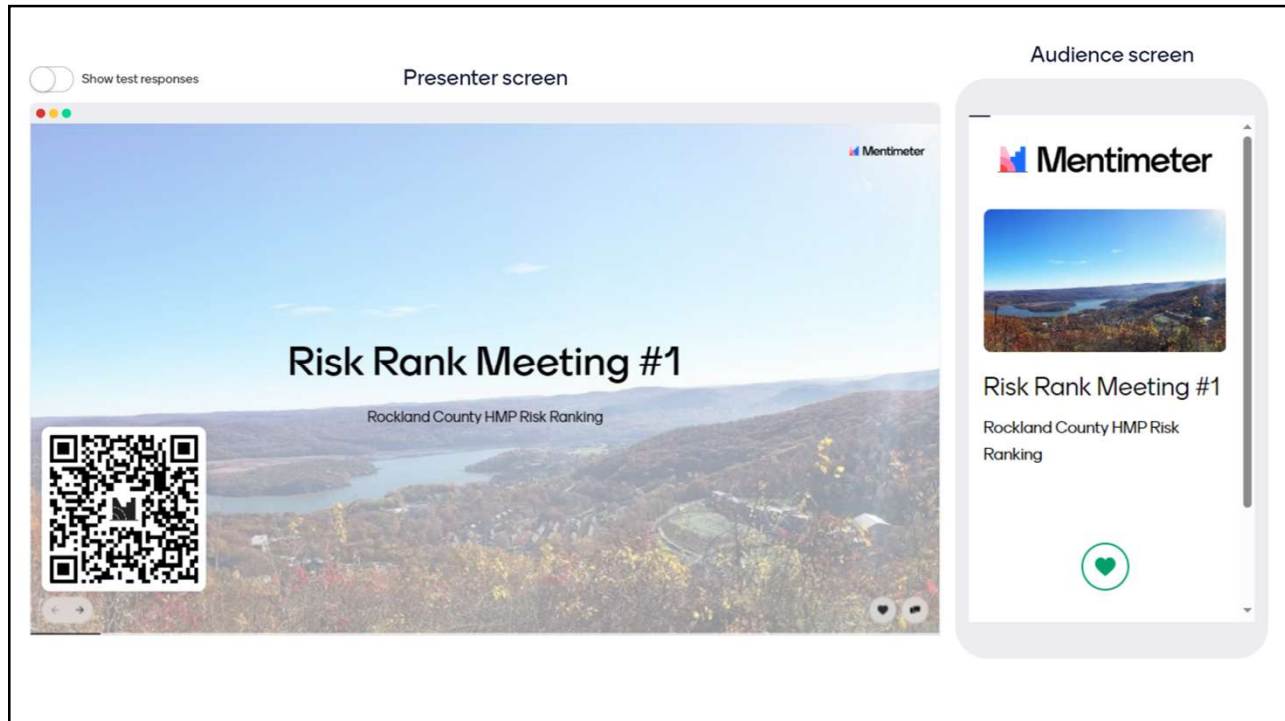 Show test responses
Presenter screen
Audience screen
Mentimeter
Risk Rank Meeting #1
Rockland County HMP Risk Ranking
Mentimeter
Risk Rank Meeting #1
Rockland County HMP Risk
Ranking